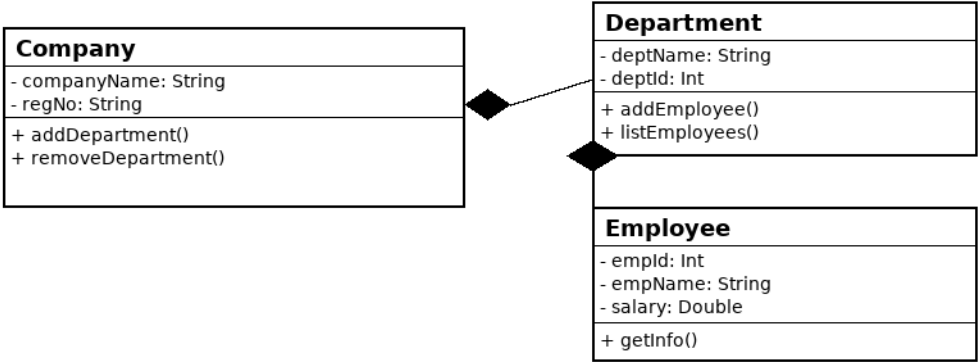 Company
- companyName: String
- regNo: String
+ addDepartment()
+ removeDepartment()
Department
- deptName: String
- deptId: Int
+ addEmployee()
+ listEmployees()
Employee
- empId: Int
- empName: String
- salary: Double
+ getInfo()